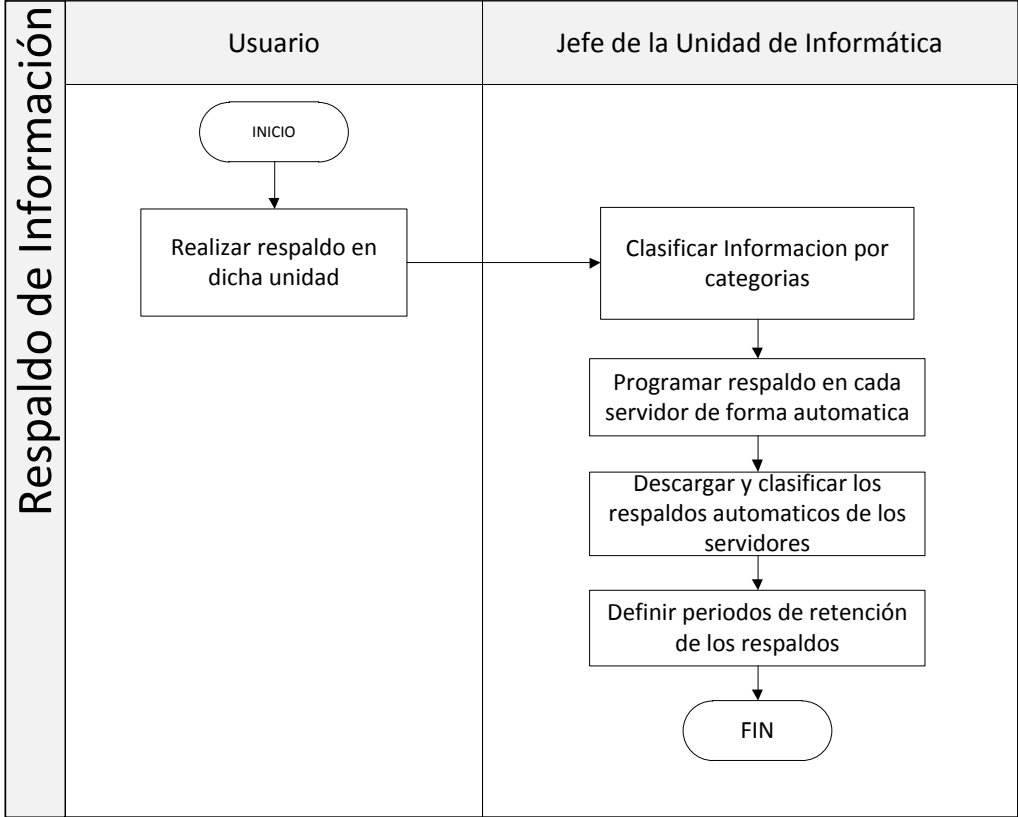 Respaldo de Información
Usuario
Jefe de la Unidad de Informática
INICIO
Realizar respaldo en
dicha unidad
Clasificar Informacion por
categorias
Programar respaldo en cada
servidor de forma automatica
Descargar y clasificar los
respaldos automaticos de los
servidores
Definir periodos de retención
de los respaldos
FIN